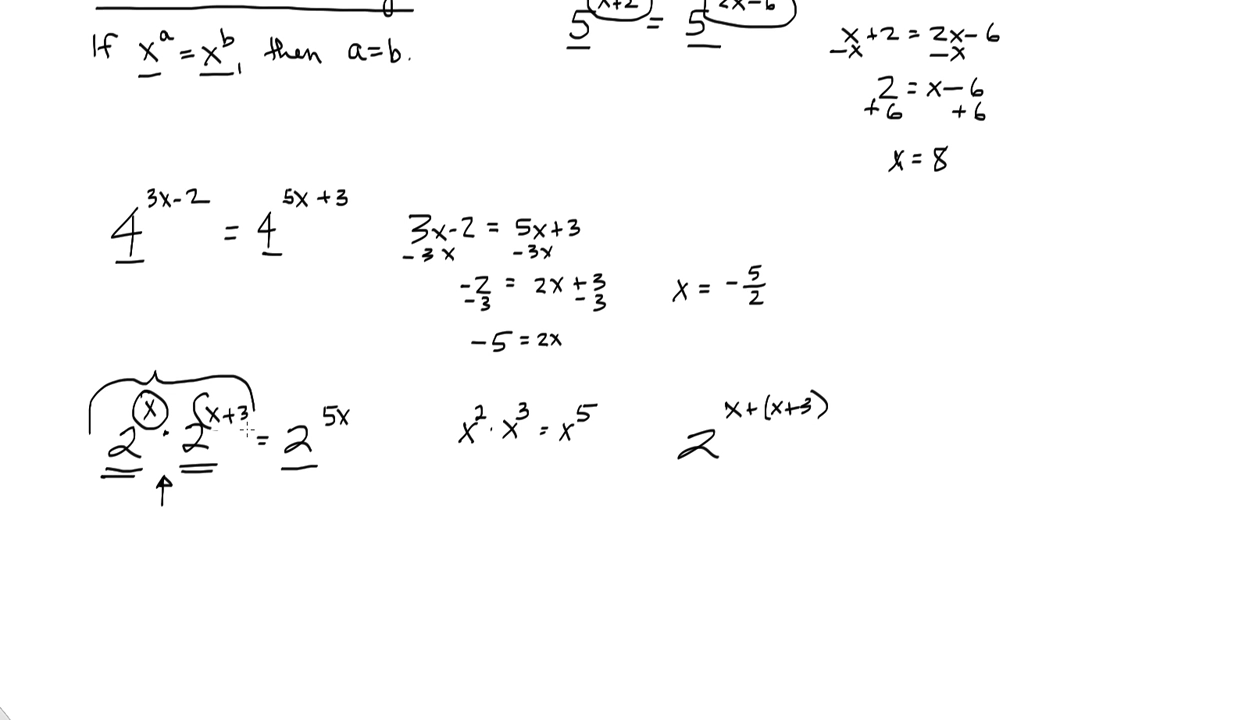 5^(x+2) = 5^(2x-6)
x+2 = 2x-6
-x -x
If x^a = x^b, then a=b.
2 = x-6
+6 +6
x = 8
4^(3x-2) = 4^(5x+3)
3x-2 = 5x+3
-3x -3x
-2 = 2x+3
-3 -3
x = -5/2
-5 = 2x
2^x · 2^(x+3) = 2^(5x)
x^2 · x^3 = x^5
2^(x+(x+3))